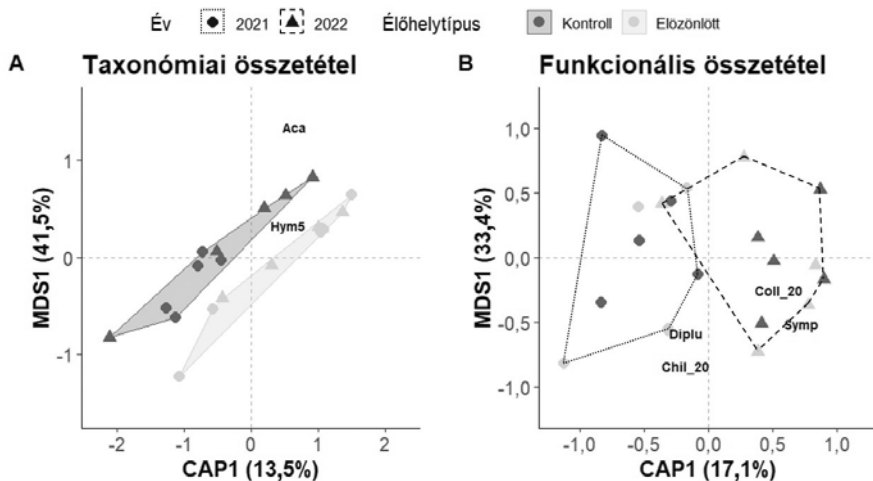 Év 2021 2022 Élőhelytípus Kontroll Elözönlött
A Taxonómiai összetétel
B Funkcionális összetétel
MDS1 (41,5%)
1
0
-1
Aca
Hym5
-2 -1 0 1 2
CAP1 (13,5%)
MDS1 (33,4%)
1,0
0,5
0,0
-0,5
-1,0
Coll_20
Symp
Diplu
Chil_20
-1,0 -0,5 0,0 0,5 1,0
CAP1 (17,1%)